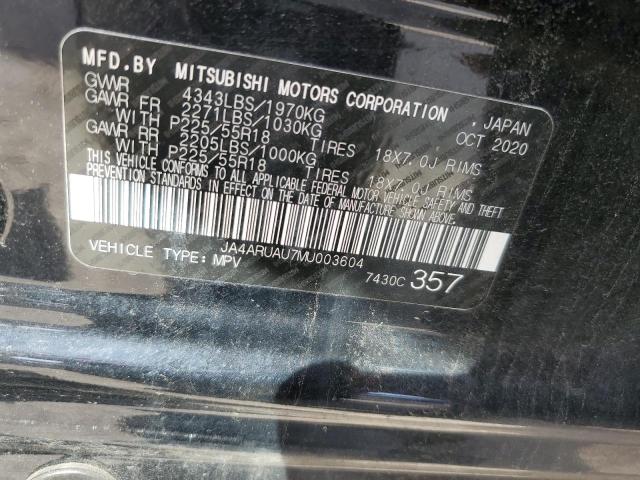 MFD.BY MITSUBISHI MOTORS CORPORATION, JAPAN
GVWR 4343LBS/1970KG OCT 2020
GAWR FR 2271LBS/1030KG
WITH P225/55R18 TIRES 18X7.0J RIMS
GAWR RR 2205LBS/1000KG
WITH P225/55R18 TIRES 18X7.0J RIMS
THIS VEHICLE CONFORMS TO ALL APPLICABLE FEDERAL MOTOR VEHICLE SAFETY, AND THEFT
PREVENTION STANDARDS IN EFFECT ON THE DATE OF MANUFACTURE SHOWN ABOVE.
JA4ARUAU7MU003604
VEHICLE TYPE: MPV 7430C 357